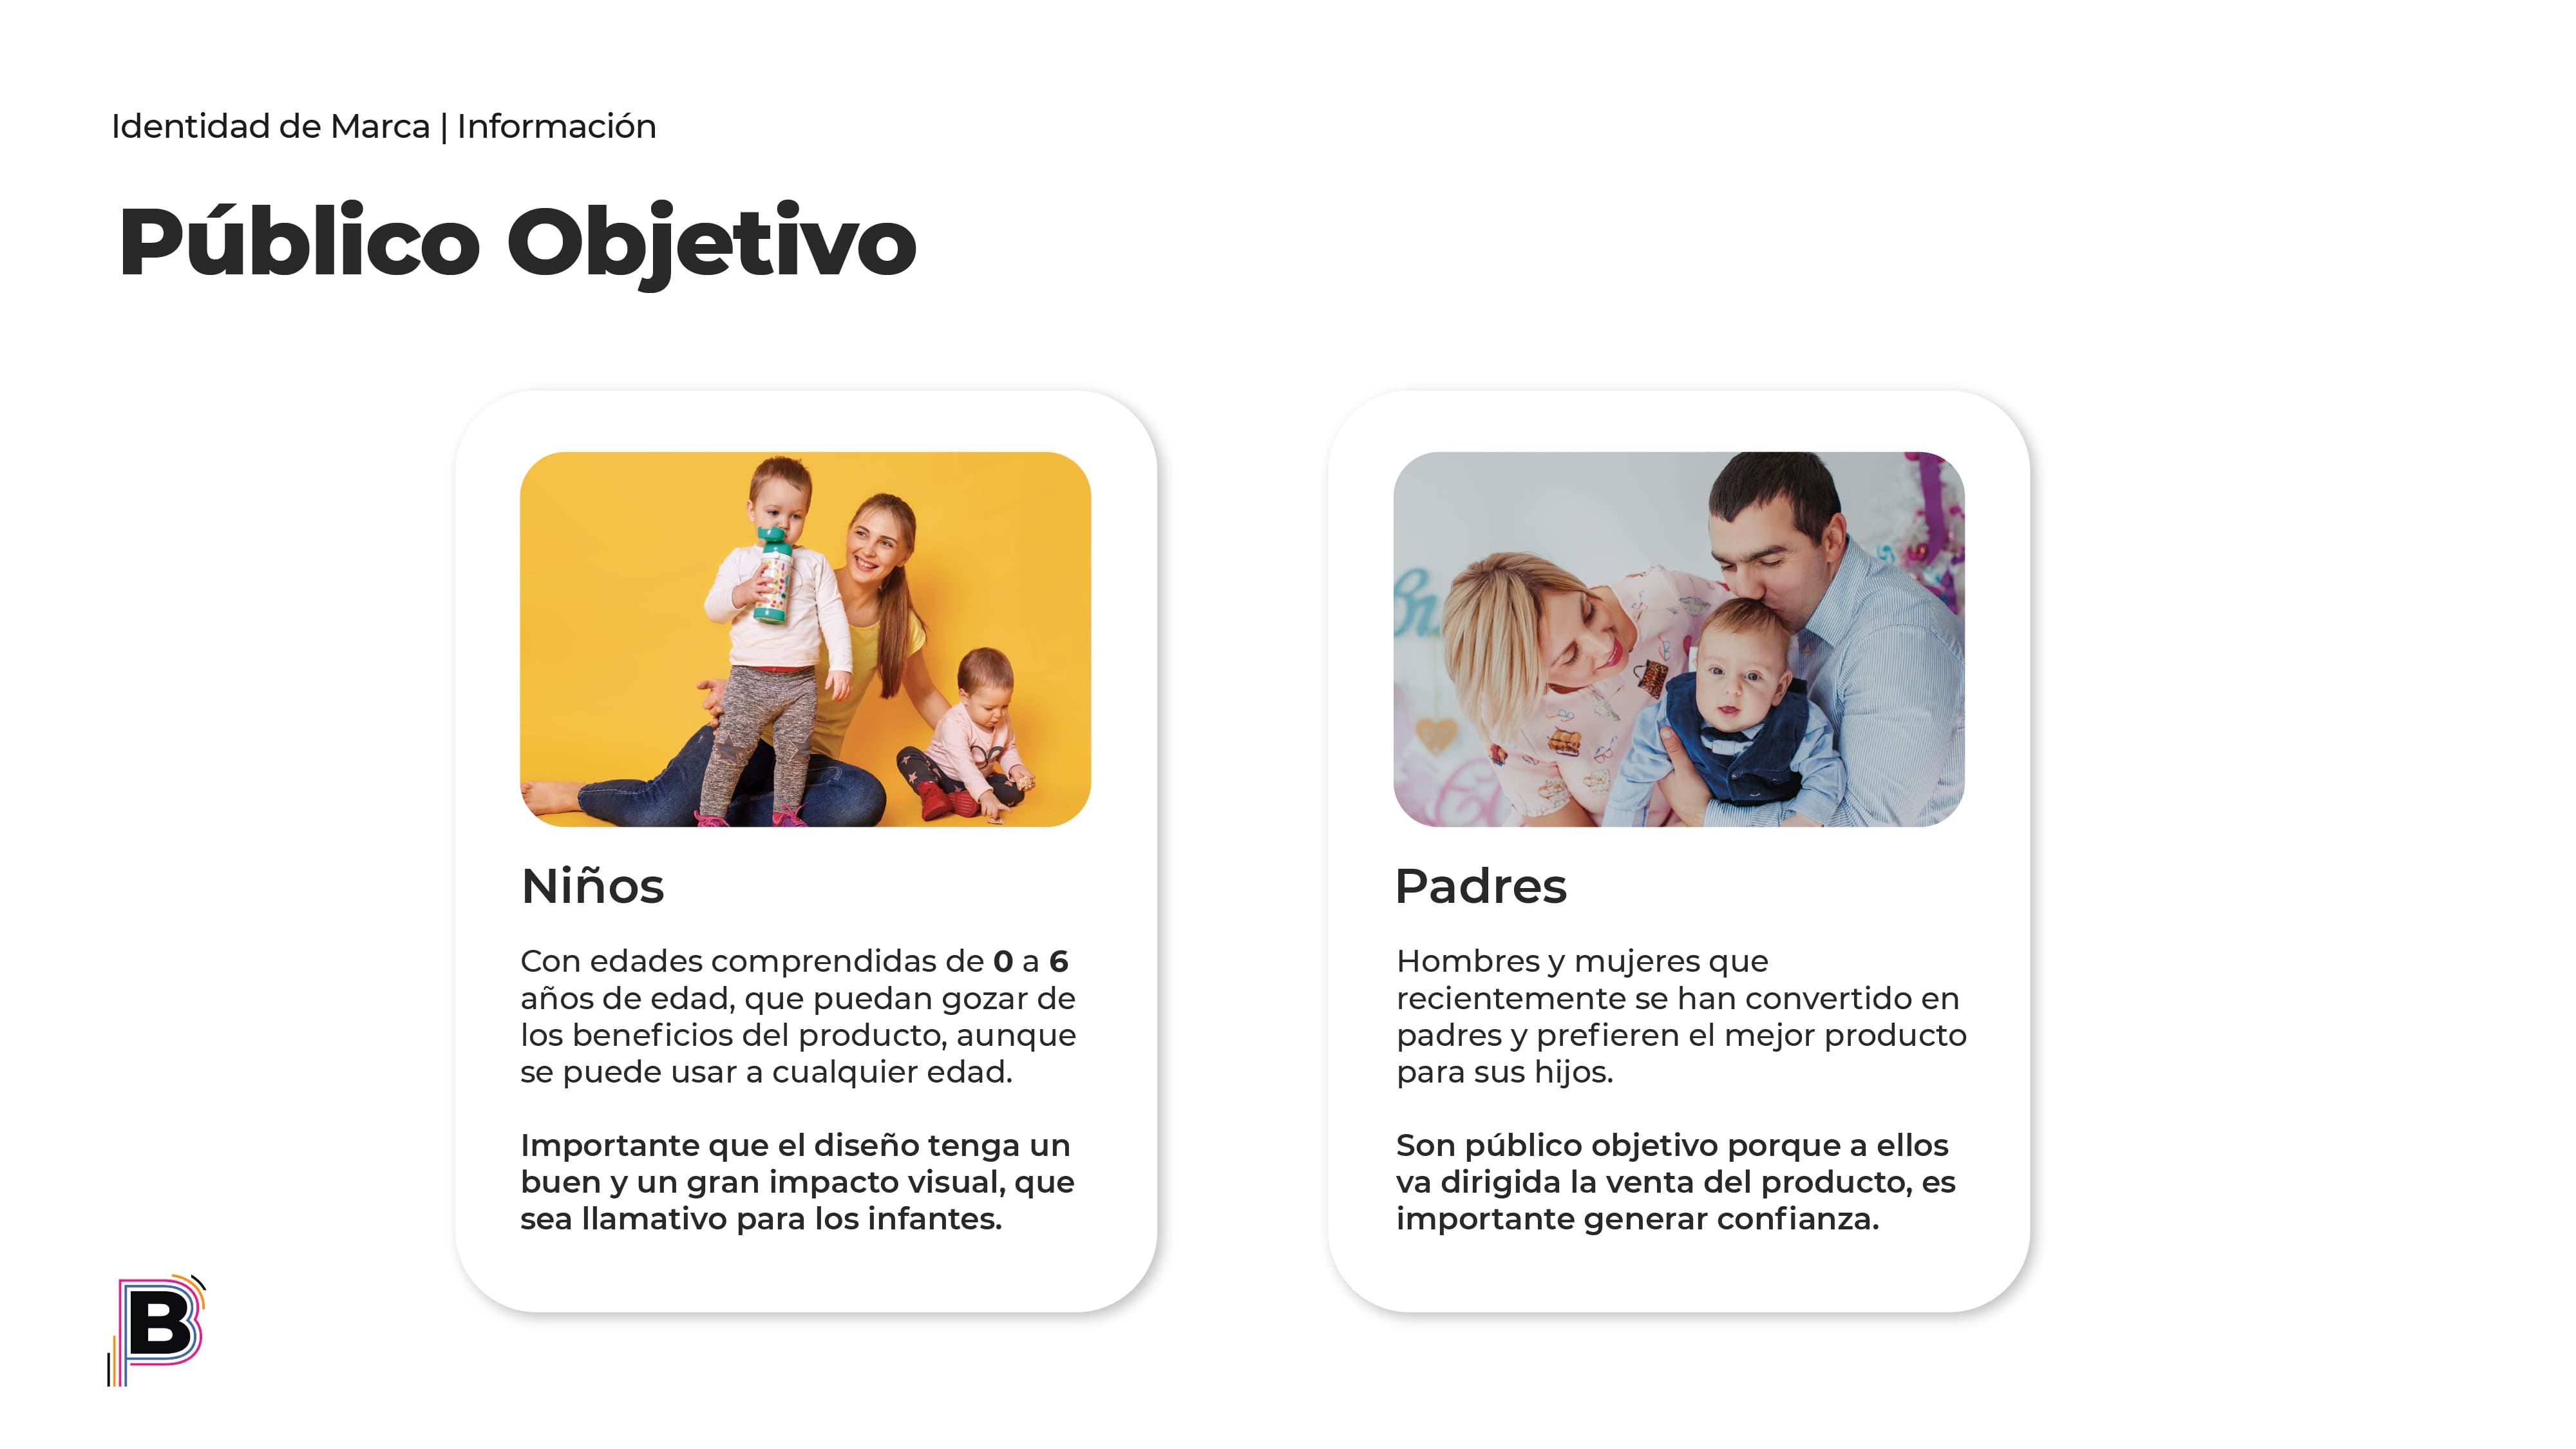 Identidad de Marca | Información
Público Objetivo
Niños
Con edades comprendidas de 0 a 6
años de edad, que puedan gozar de
los beneficios del producto, aunque
se puede usar a cualquier edad.
Importante que el diseño tenga un
buen y un gran impacto visual, que
sea llamativo para los infantes.
Padres
Hombres y mujeres que
recientemente se han convertido en
padres y prefieren el mejor producto
para sus hijos.
Son público objetivo porque a ellos
va dirigida la venta del producto, es
importante generar confianza.
B